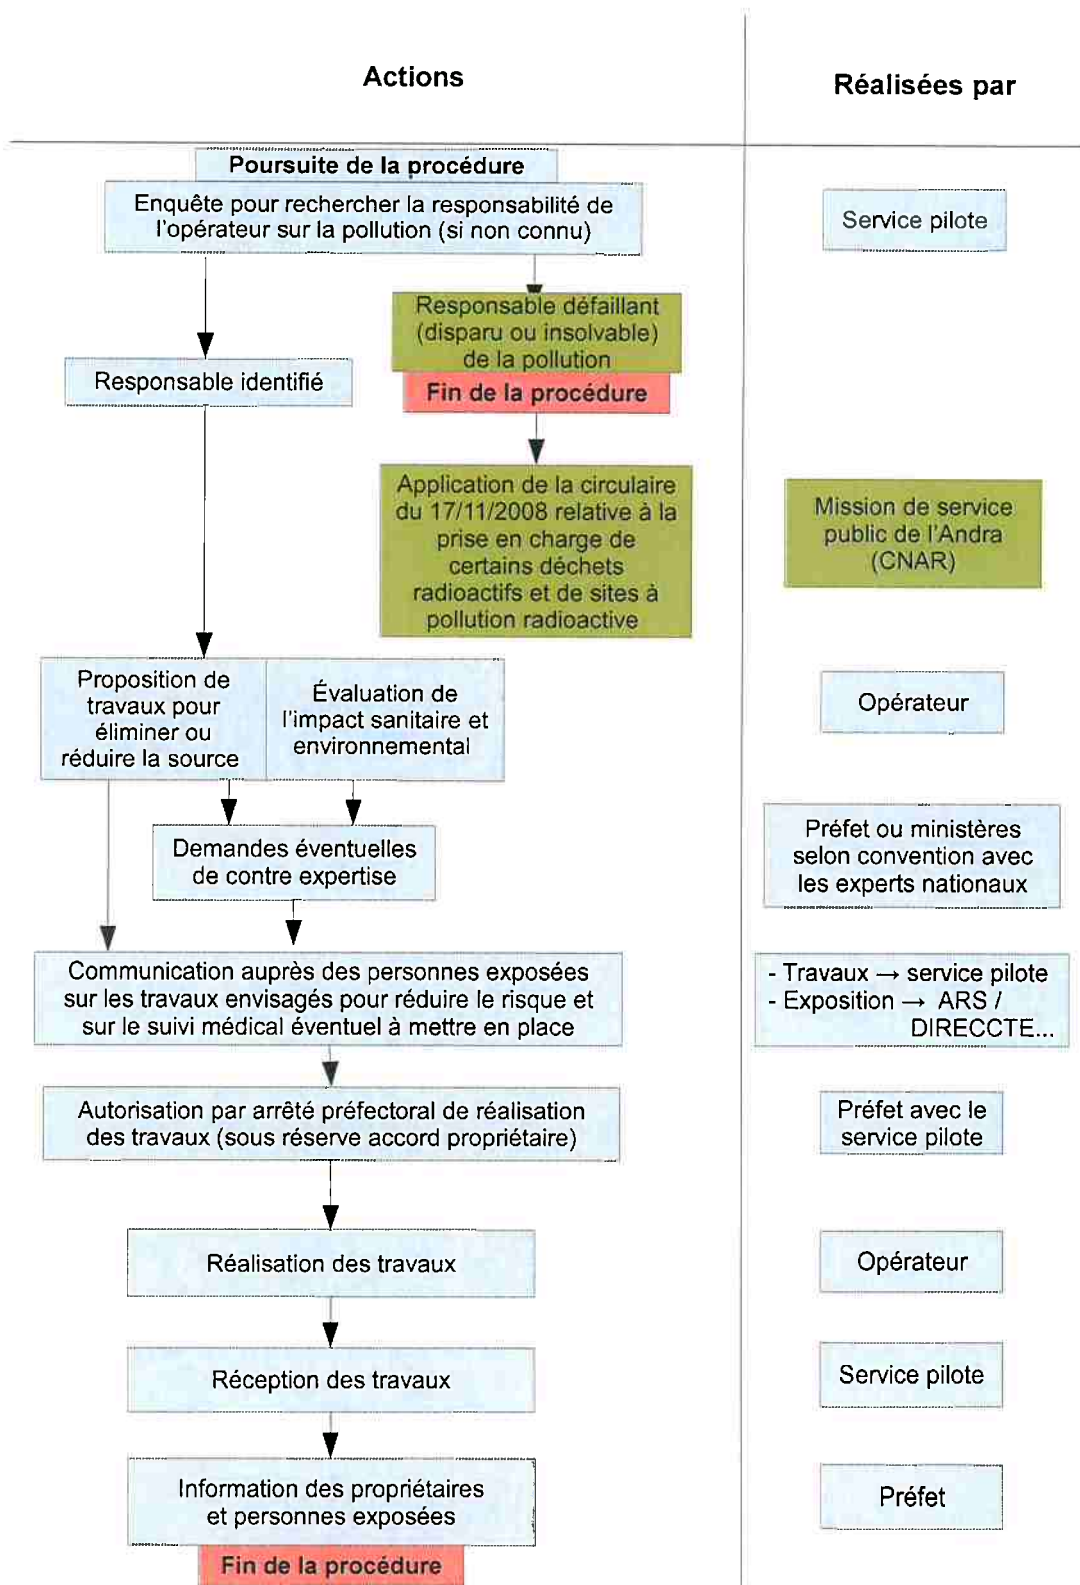 Actions
Réalisées par
Poursuite de la procédure
Enquête pour rechercher la responsabilité de
l'opérateur sur la pollution (si non connu)
Service pilote
Responsable défaillant
(disparu ou insolvable)
de la pollution
Fin de la procédure
Responsable identifié
Application de la circulaire
du 17/11/2008 relative à la
prise en charge de
certains déchets
radioactifs et de sites à
pollution radioactive
Mission de service
public de l'Andra
(CNAR)
Proposition de
travaux pour
éliminer ou
réduire la source
Évaluation de
l'impact sanitaire et
environnemental
Opérateur
Demandes éventuelles
de contre expertise
Préfet ou ministères
selon convention avec
les experts nationaux
Communication auprès des personnes exposées
sur les travaux envisagés pour réduire le risque et
sur le suivi médical éventuel à mettre en place
- Travaux → service pilote
- Exposition → ARS /
DIRECCTE...
Autorisation par arrêté préfectoral de réalisation
des travaux (sous réserve accord propriétaire)
Préfet avec le
service pilote
Réalisation des travaux
Opérateur
Réception des travaux
Service pilote
Information des propriétaires
et personnes exposées
Préfet
Fin de la procédure